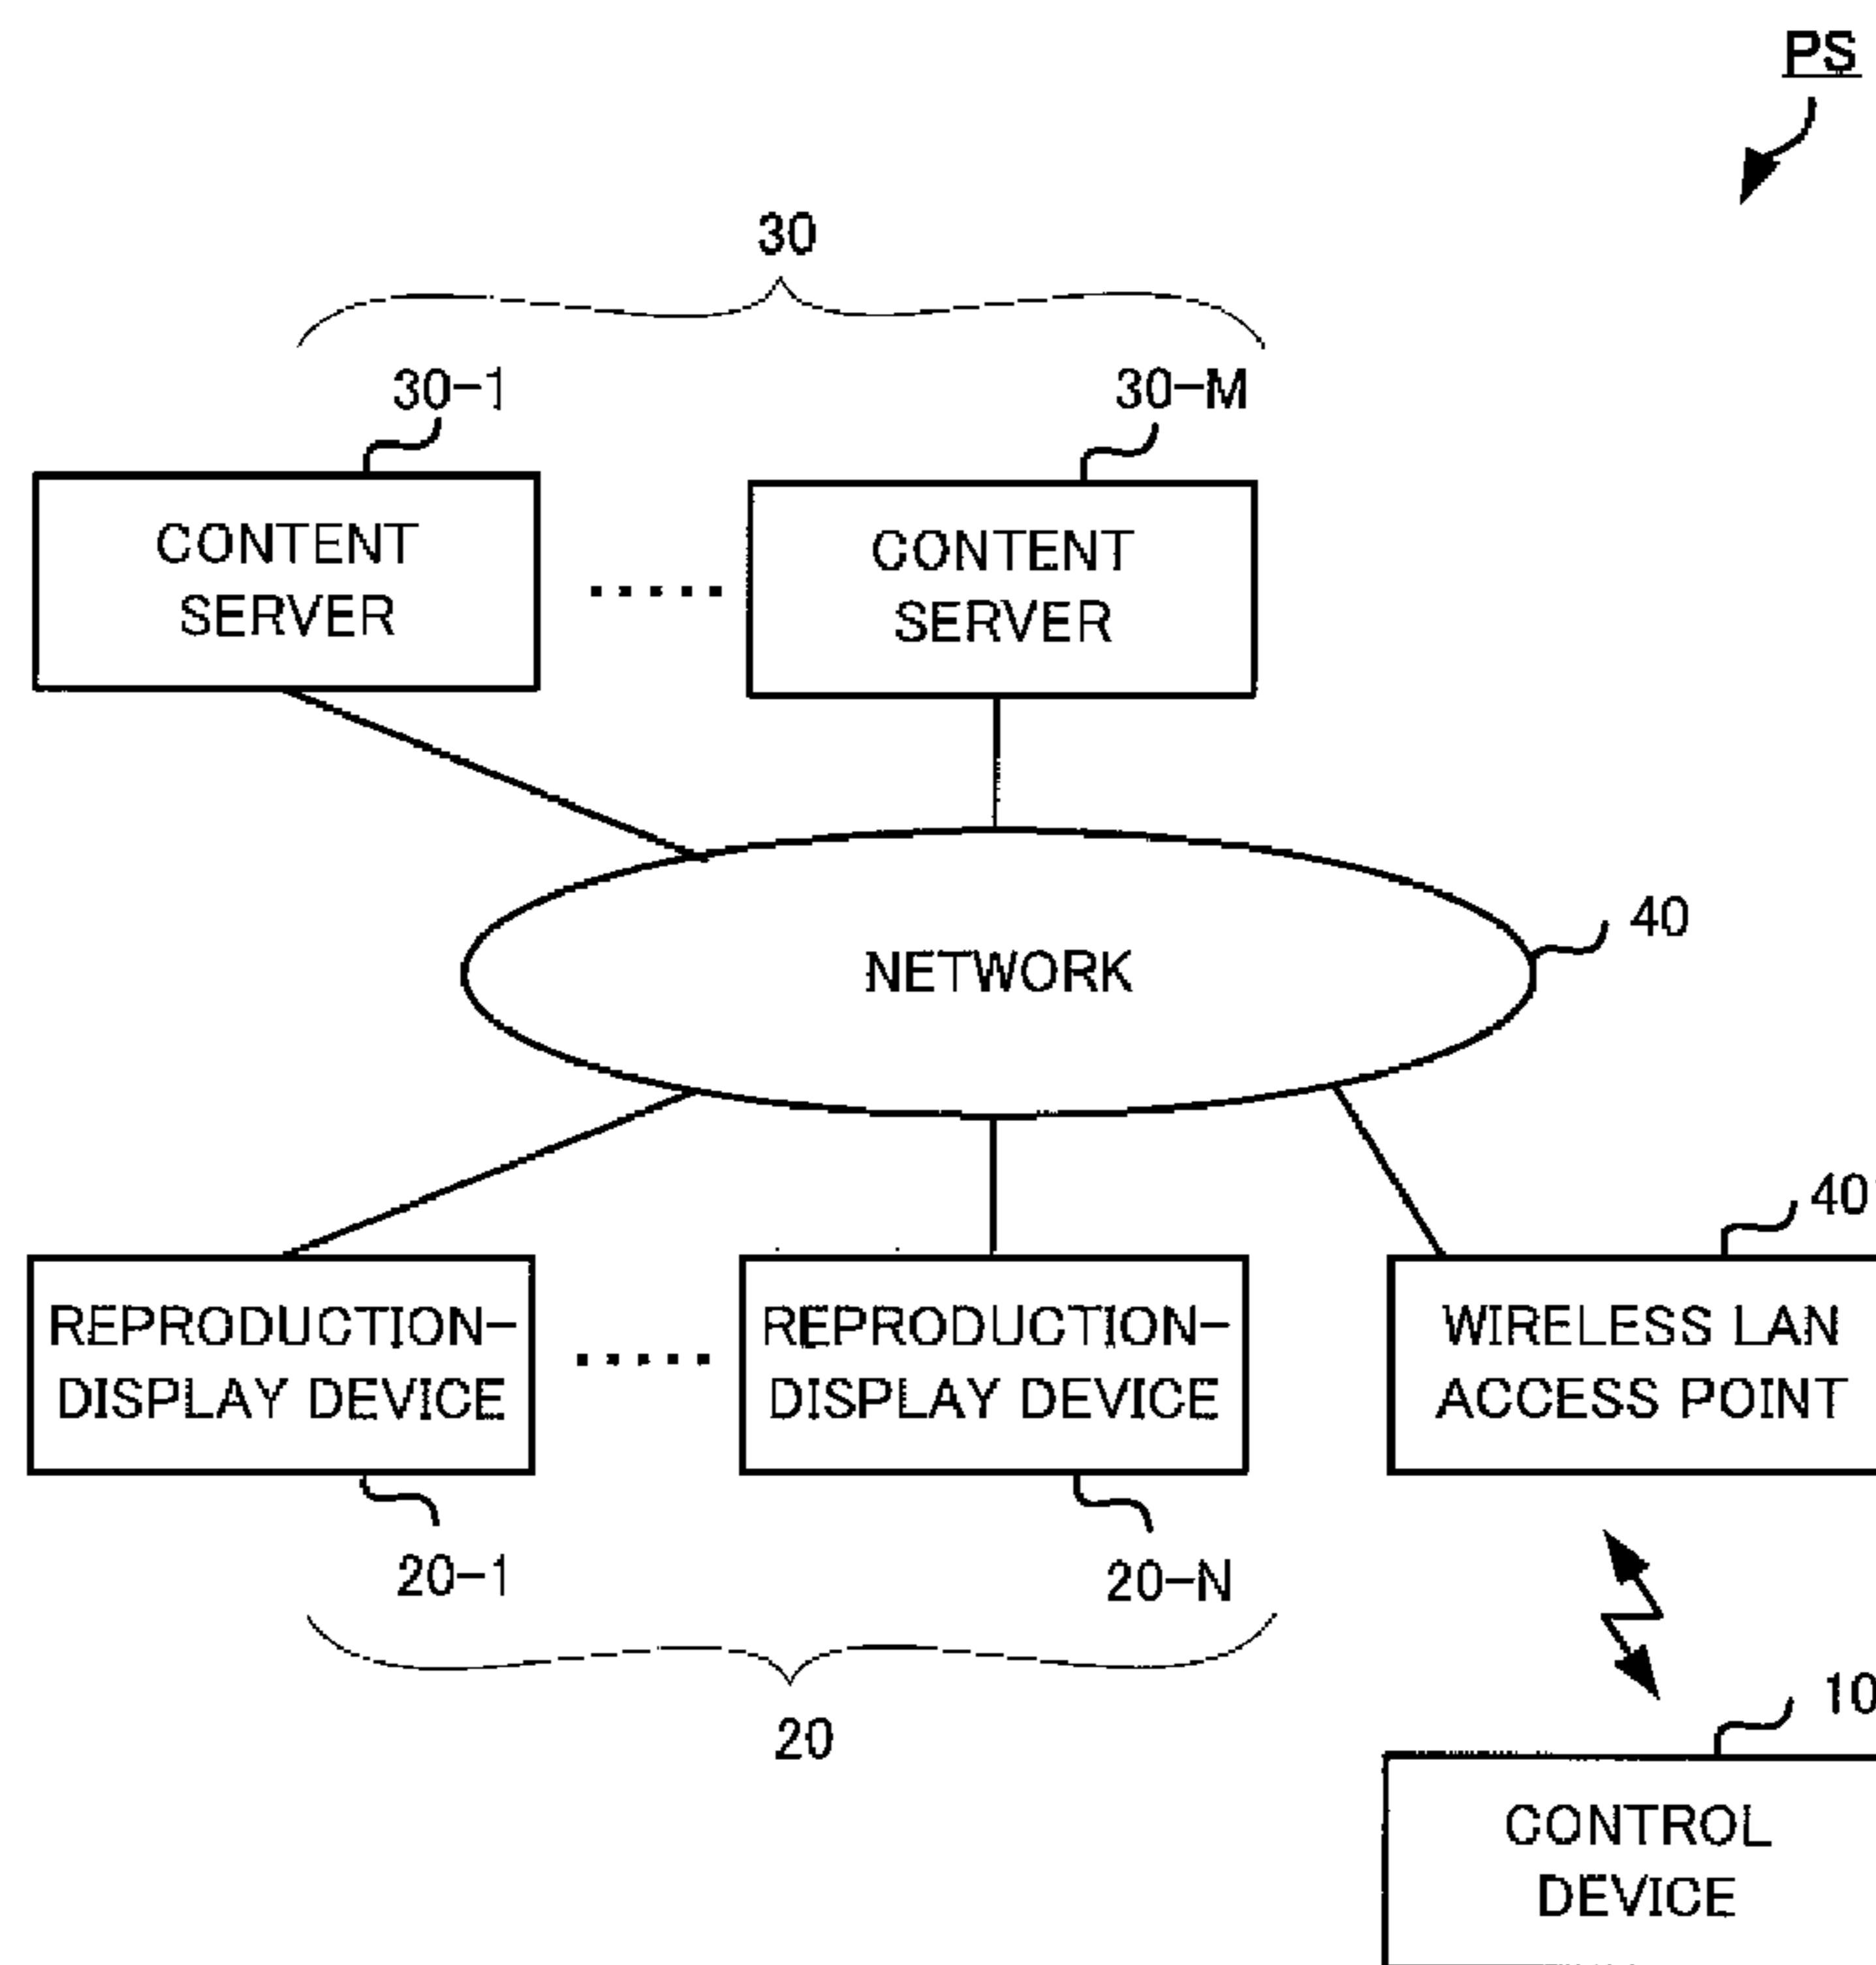 PS
30
30-1
30-M
CONTENT
SERVER
.....
CONTENT
SERVER
NETWORK
40
40
REPRODUCTION-
DISPLAY DEVICE
.....
REPRODUCTION-
DISPLAY DEVICE
WIRELESS LAN
ACCESS POINT
20-1
20-N
20
10
CONTROL
DEVICE